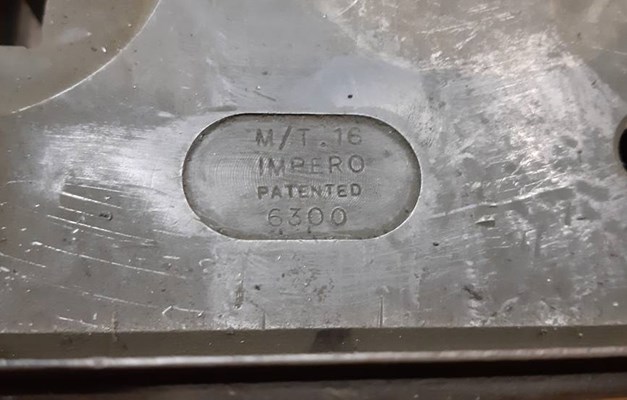 M/T.16
IMPERO
PATENTED
6300